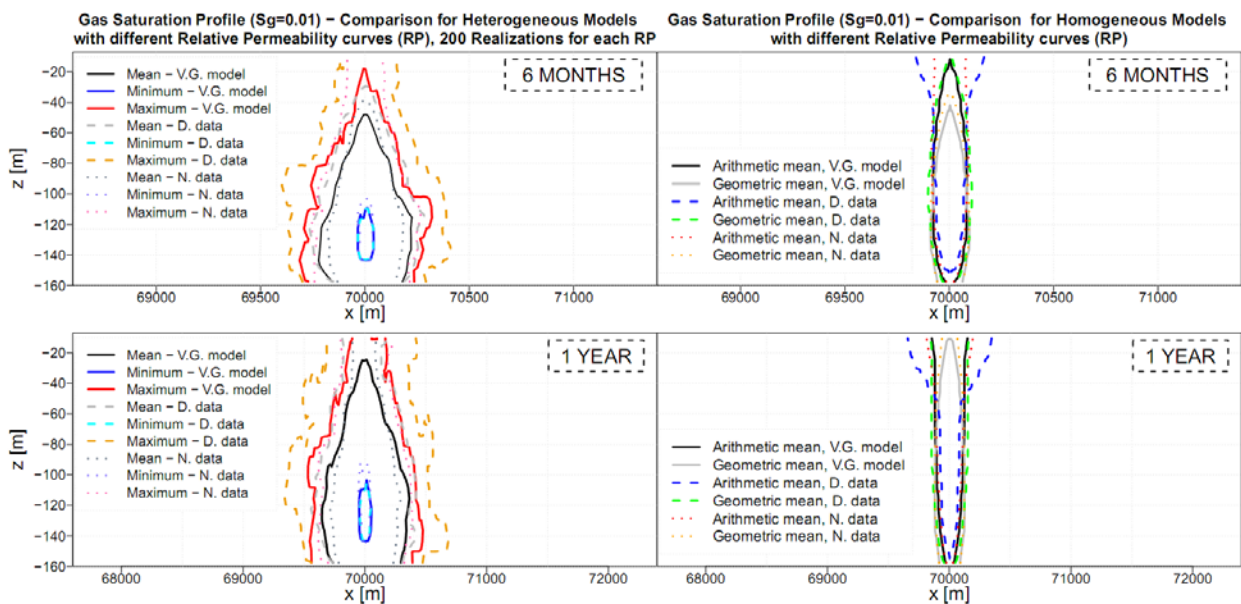 Gas Saturation Profile (Sg=0.01) − Comparison for Heterogeneous Models
with different Relative Permeability curves (RP), 200 Realizations for each RP
6 MONTHS
Mean − V.G. model
Minimum − V.G. model
Maximum − V.G. model
Mean − D. data
Minimum − D. data
Maximum − D. data
Mean − N. data
Minimum − N. data
Maximum − N. data
z [m]
−20
−40
−60
−80
−100
−120
−140
−160
69000
69500
70000
70500
71000
x [m]
Gas Saturation Profile (Sg=0.01) − Comparison for Homogeneous Models
with different Relative Permeability curves (RP)
6 MONTHS
Arithmetic mean, V.G. model
Geometric mean, V.G. model
Arithmetic mean, D. data
Geometric mean, D. data
Arithmetic mean, N. data
Geometric mean, N. data
69000
69500
70000
70500
71000
x [m]
1 YEAR
Mean − V.G. model
Minimum − V.G. model
Maximum − V.G. model
Mean − D. data
Minimum − D. data
Maximum − D. data
Mean − N. data
Minimum − N. data
Maximum − N. data
z [m]
−20
−40
−60
−80
−100
−120
−140
−160
68000
69000
70000
71000
72000
x [m]
1 YEAR
Arithmetic mean, V.G. model
Geometric mean, V.G. model
Arithmetic mean, D. data
Geometric mean, D. data
Arithmetic mean, N. data
Geometric mean, N. data
68000
69000
70000
71000
72000
x [m]